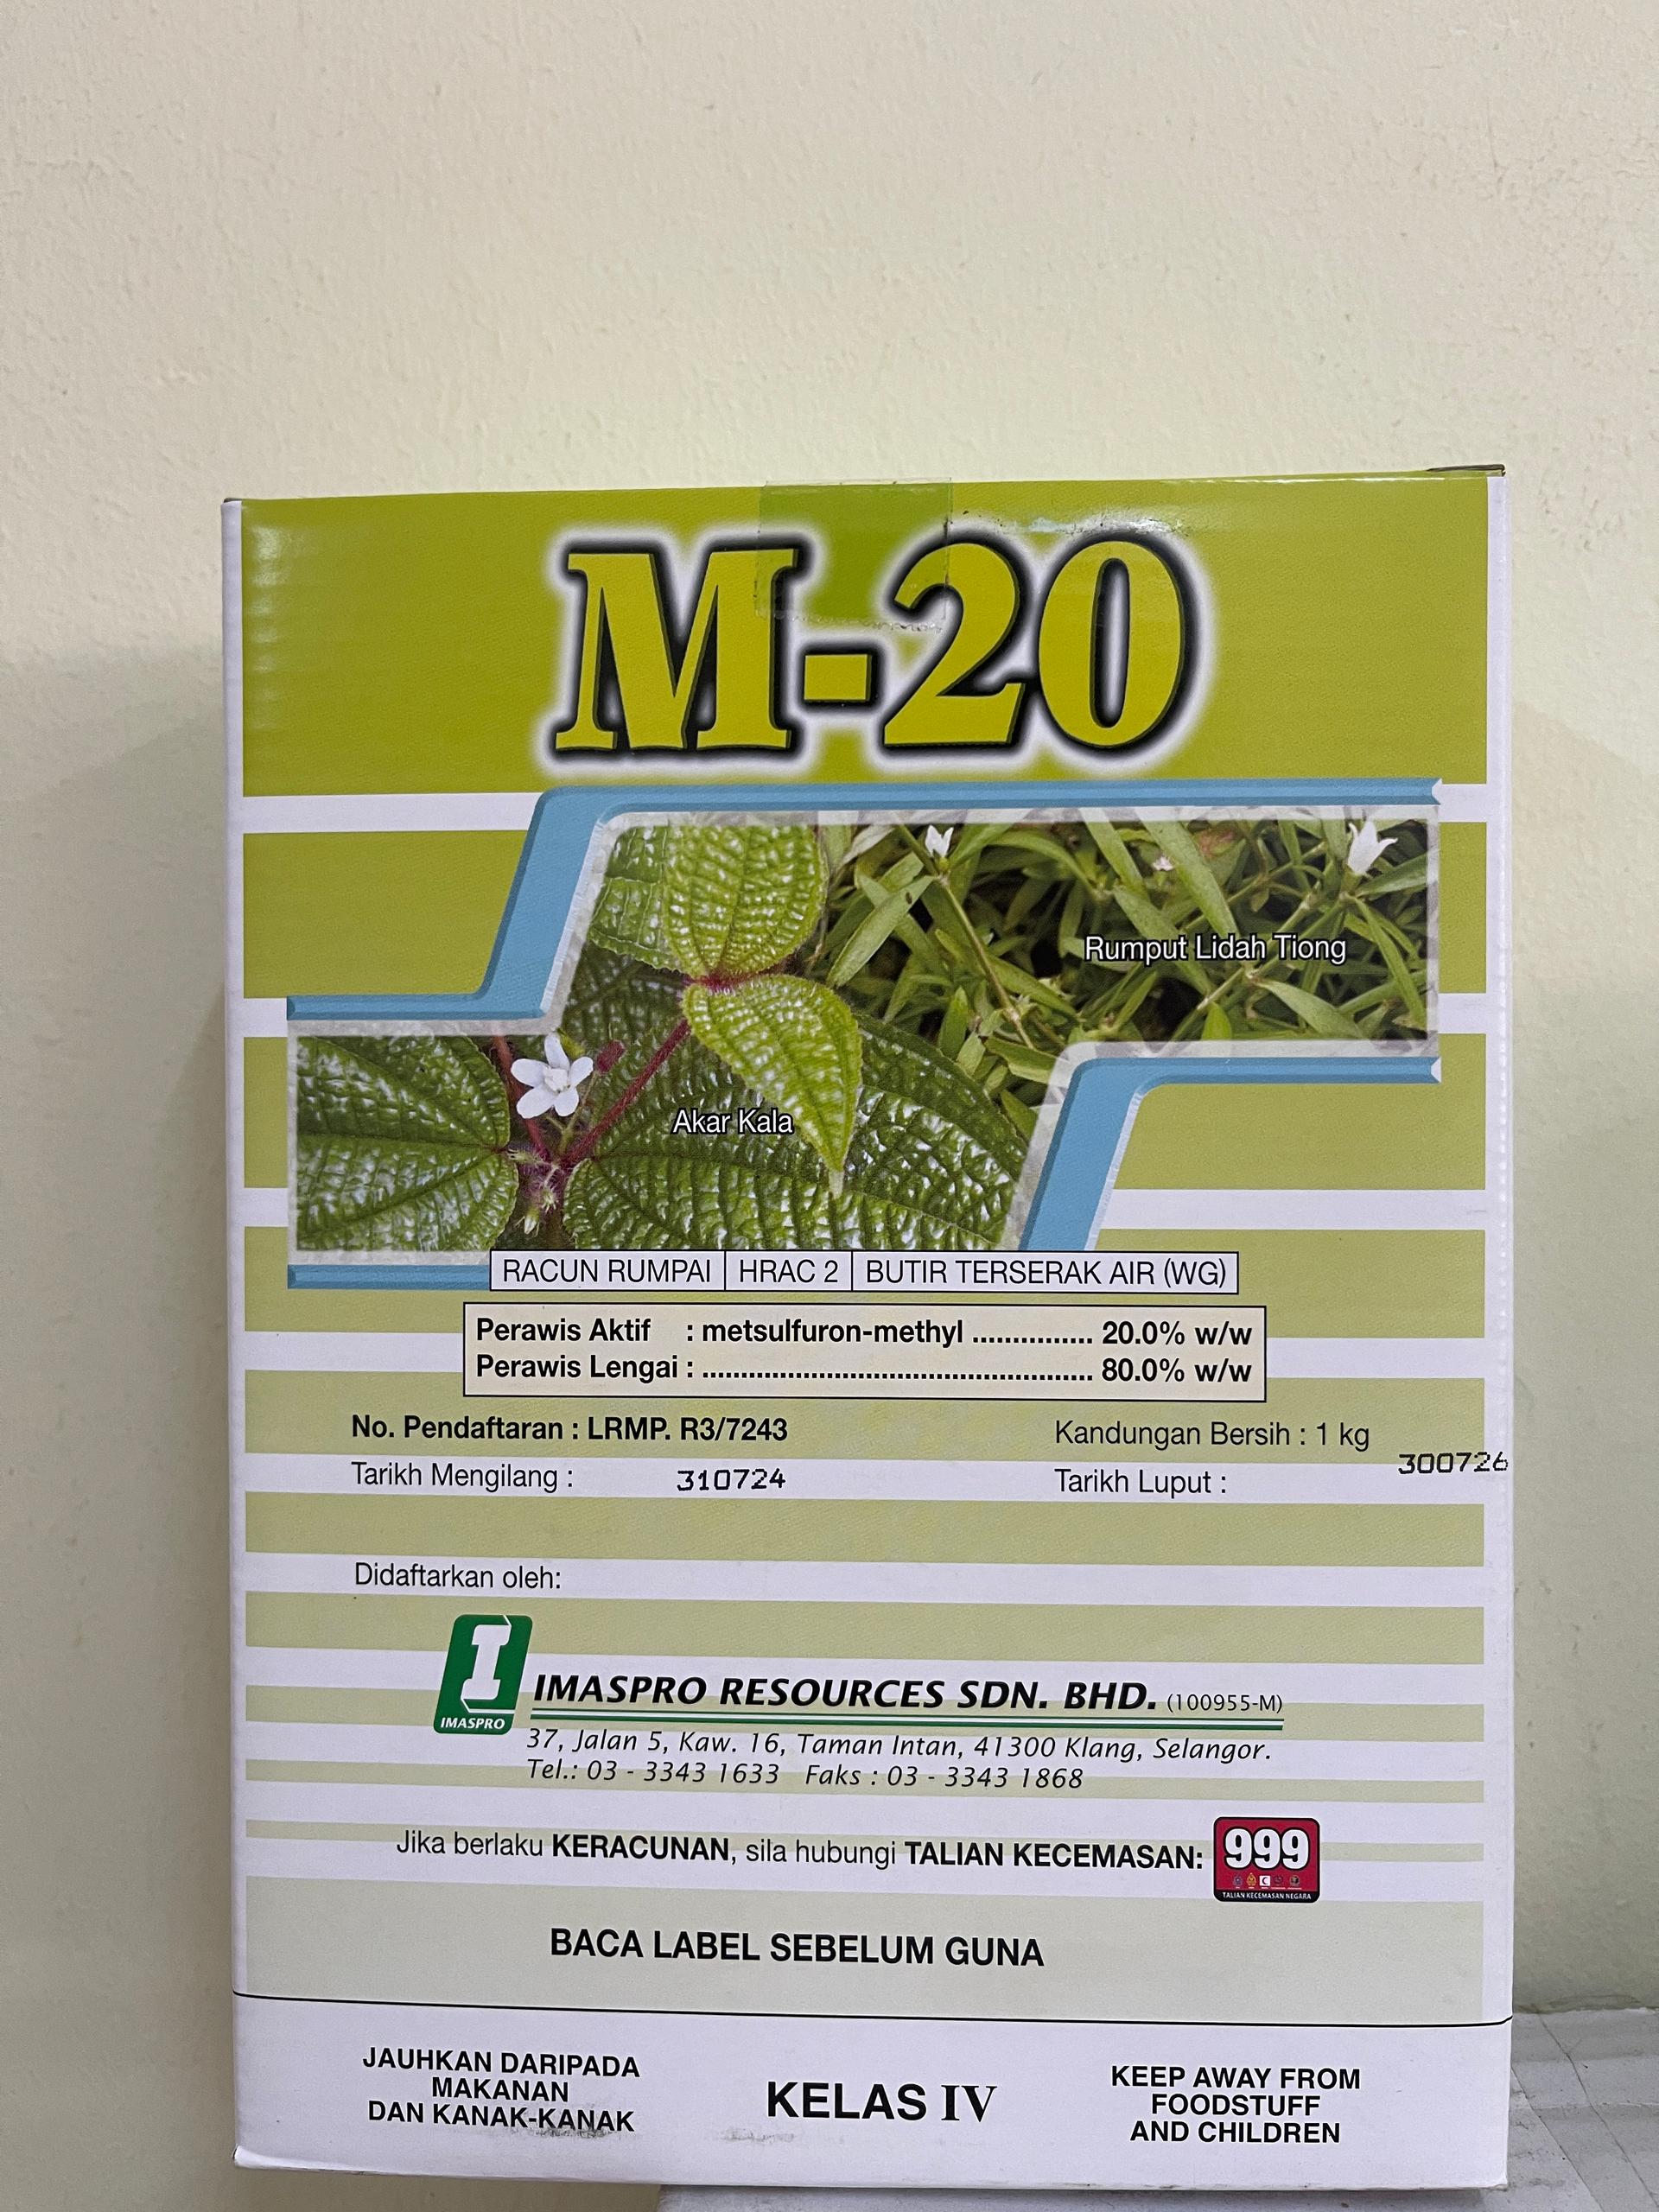 M-20
Rumput Lidah Tiong
Akar Kala
RACUN RUMPAI HRAC 2 BUTIR TERSERAK AIR (WG)
Perawis Aktif : metsulfuron-methyl ............... 20.0% w/w
Perawis Lengai : .................................................. 80.0% w/w
No. Pendaftaran : LRMP. R3/7243 Kandungan Bersih : 1 kg
Tarikh Mengilang : 310724 Tarikh Luput : 300726
Didaftarkan oleh:
IMASPRO
IMASPRO RESOURCES SDN. BHD. (100955-M)
37, Jalan 5, Kaw. 16, Taman Intan, 41300 Klang, Selangor.
Tel.: 03 - 3343 1633 Faks : 03 - 3343 1868
Jika berlaku KERACUNAN, sila hubungi TALIAN KECEMASAN: 999
TALIAN KECEMASAN NEGARA
BACA LABEL SEBELUM GUNA
JAUHKAN DARIPADA
MAKANAN
DAN KANAK-KANAK
KELAS IV
KEEP AWAY FROM
FOODSTUFF
AND CHILDREN